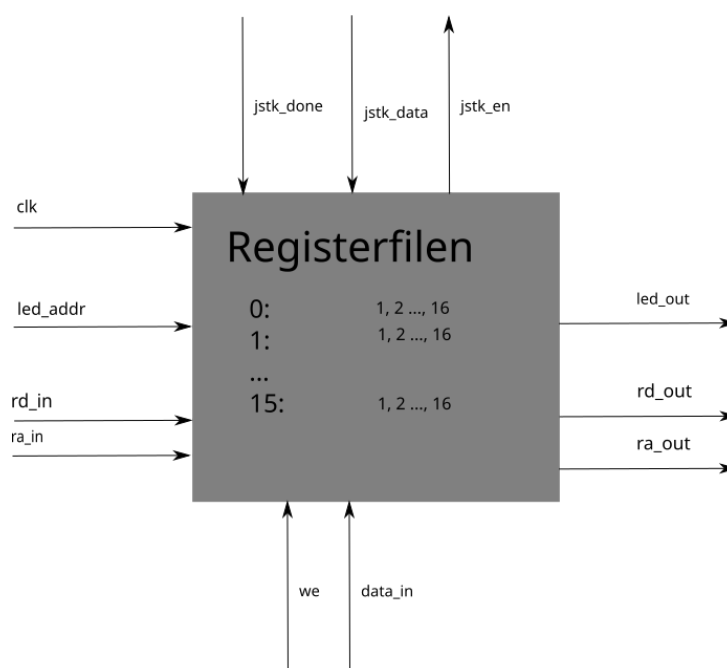 jstk_done
jstk_data
jstk_en
clk
led_addr
rd_in
ra_in
Registerfilen
0: 1, 2 ..., 16
1: 1, 2 ..., 16
...
15: 1, 2 ..., 16
led_out
rd_out
ra_out
we
data_in